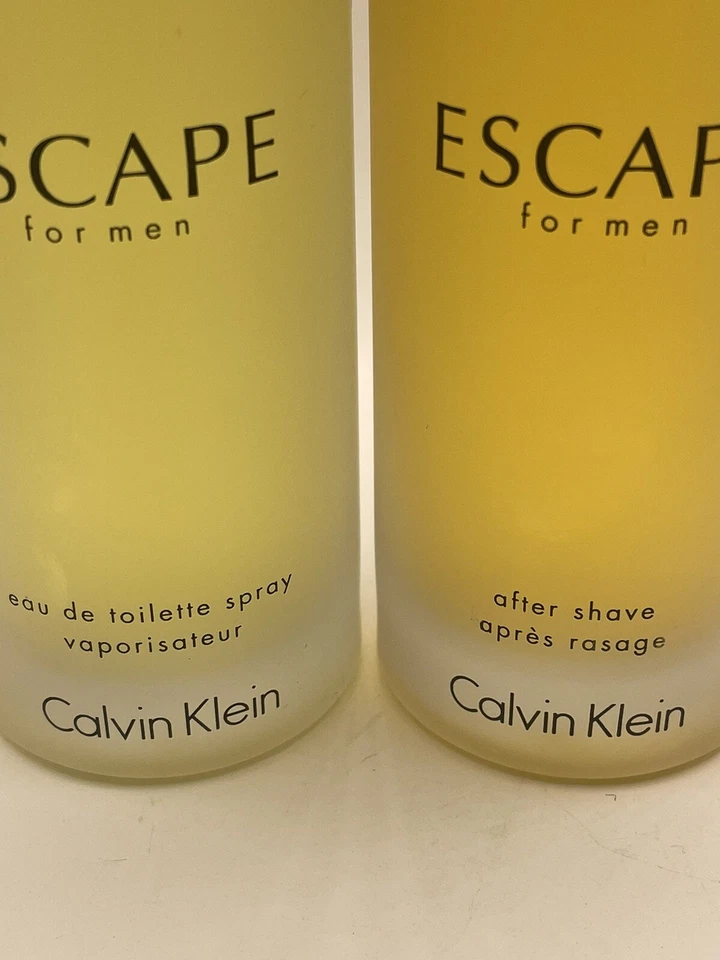 SCAPE
for men
eau de toilette spray
vaporisateur
Calvin Klein
ESCAP
for men
after shave
après rasage
Calvin Klein